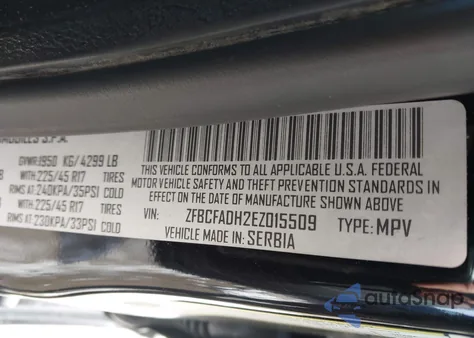 S.P.A.
GVWR:1950 KG/4299 LB
WITH 225/45 R17 TIRES
RIMS AT: 240KPA/35PSI COLD
WITH 225/45 R17 TIRES
RIMS AT: 230KPA/33PSI COLD
THIS VEHICLE CONFORMS TO ALL APPLICABLE U.S.A. FEDERAL
MOTOR VEHICLE SAFETY AND THEFT PREVENTION STANDARDS IN
EFFECT ON THE DATE OF MANUFACTURE SHOWN ABOVE
VIN: ZFBCFADH2EZ015509 TYPE: MPV
VEHICLE MADE IN: SERBIA
autoSnap